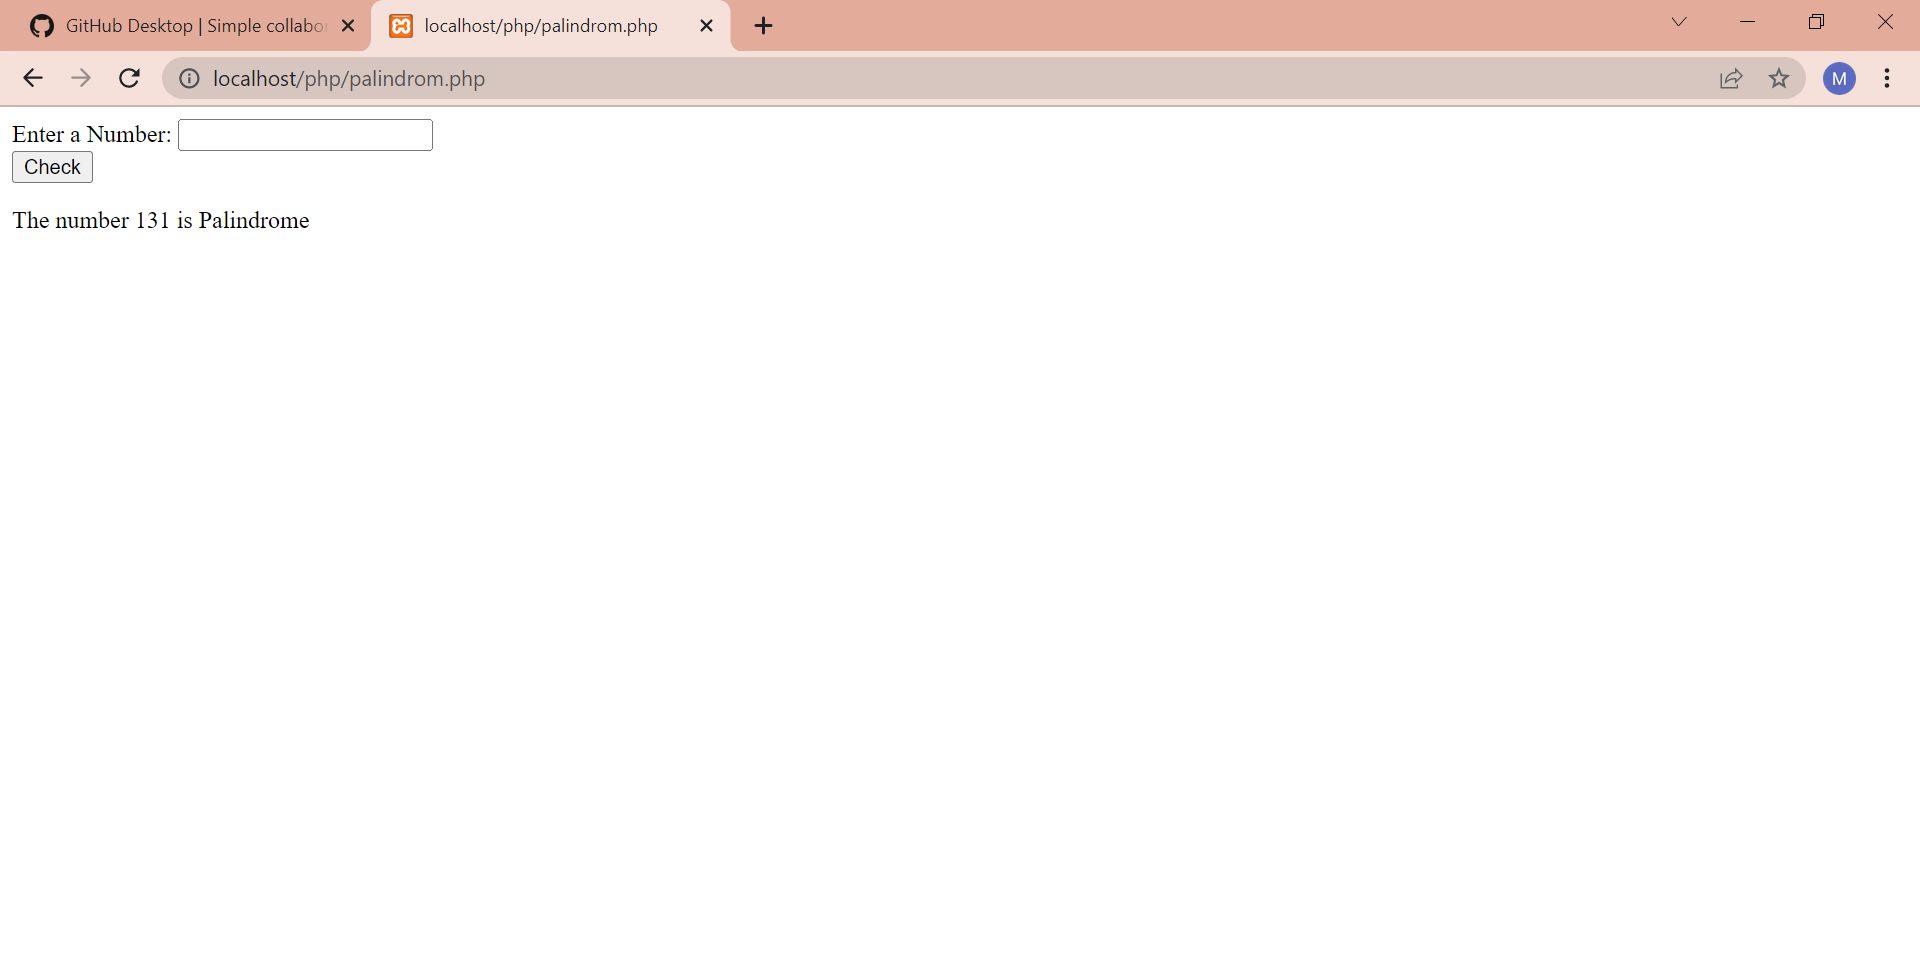 GitHub Desktop | Simple collabo
localhost/php/palindrom.php
localhost/php/palindrom.php
M
Enter a Number:
Check
The number 131 is Palindrome